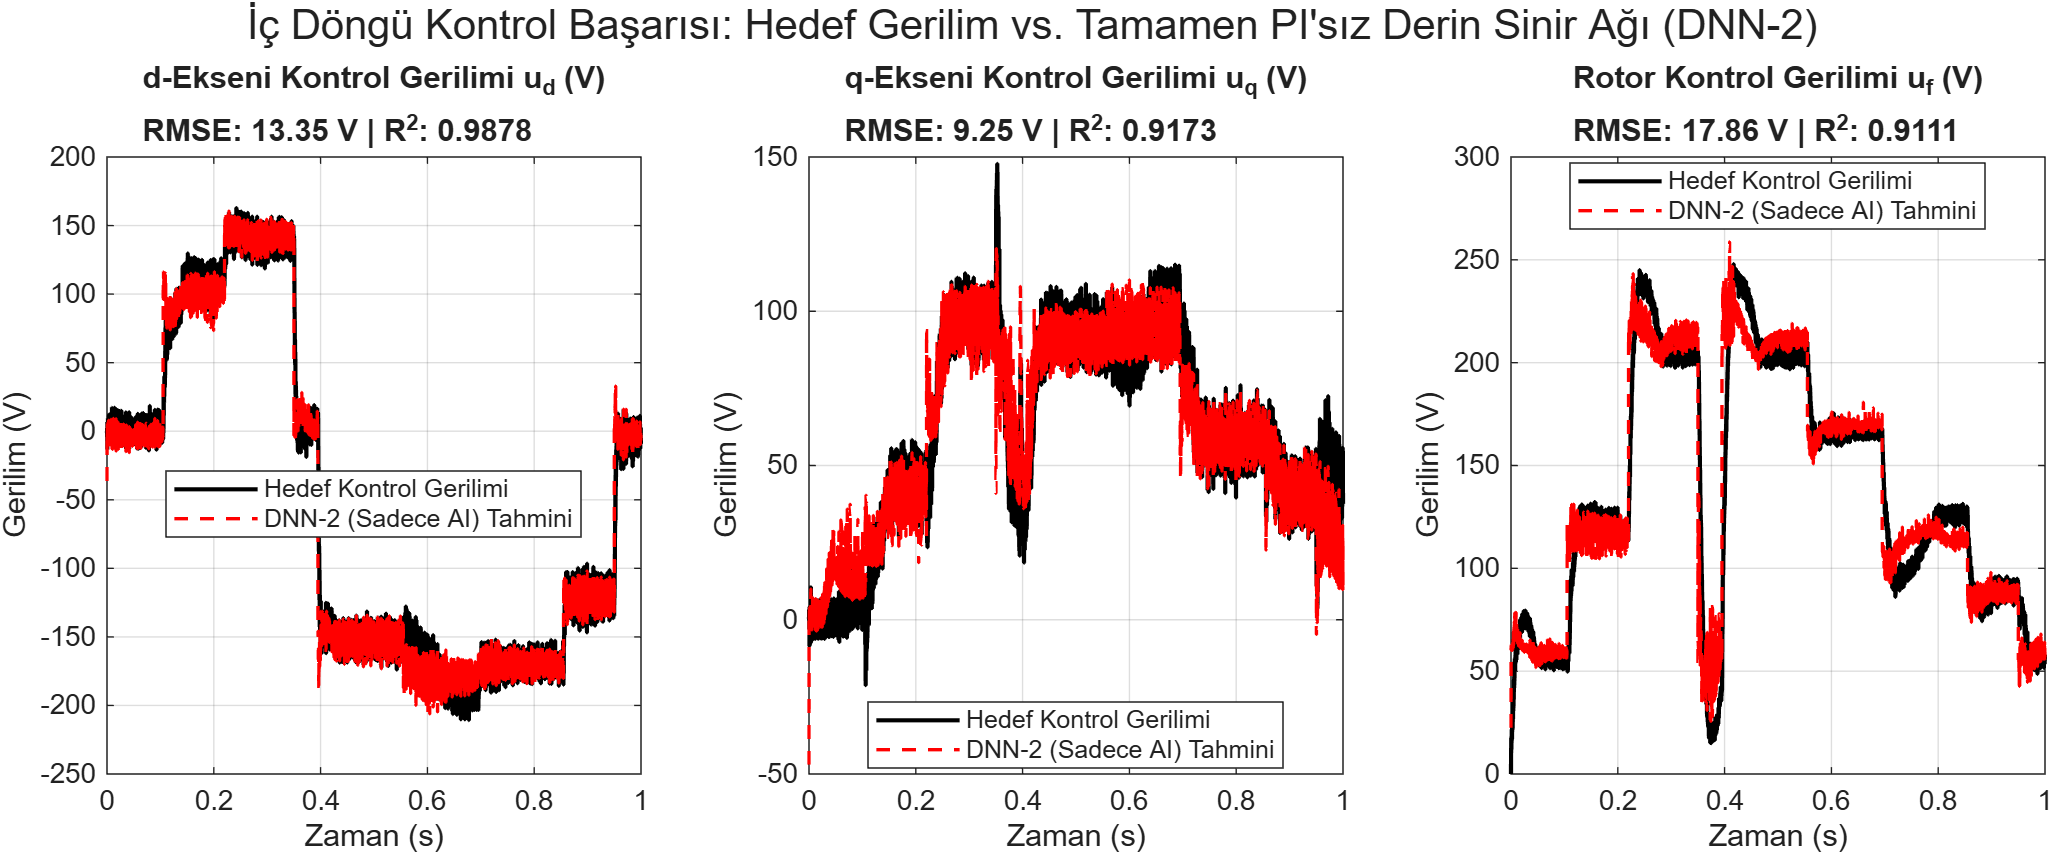 İç Döngü Kontrol Başarısı: Hedef Gerilim vs. Tamamen PI'sız Derin Sinir Ağı (DNN-2)
d-Ekseni Kontrol Gerilimi u_d (V)
RMSE: 13.35 V | R²: 0.9878
200
150
100
50
0
-50
-100
-150
-200
-250
Gerilim (V)
Hedef Kontrol Gerilimi
DNN-2 (Sadece AI) Tahmini
0 0.2 0.4 0.6 0.8 1
Zaman (s)
q-Ekseni Kontrol Gerilimi u_q (V)
RMSE: 9.25 V | R²: 0.9173
150
100
50
0
-50
Gerilim (V)
Hedef Kontrol Gerilimi
DNN-2 (Sadece AI) Tahmini
0 0.2 0.4 0.6 0.8 1
Zaman (s)
Rotor Kontrol Gerilimi u_f (V)
RMSE: 17.86 V | R²: 0.9111
300
250
200
150
100
50
0
Gerilim (V)
Hedef Kontrol Gerilimi
DNN-2 (Sadece AI) Tahmini
0 0.2 0.4 0.6 0.8 1
Zaman (s)